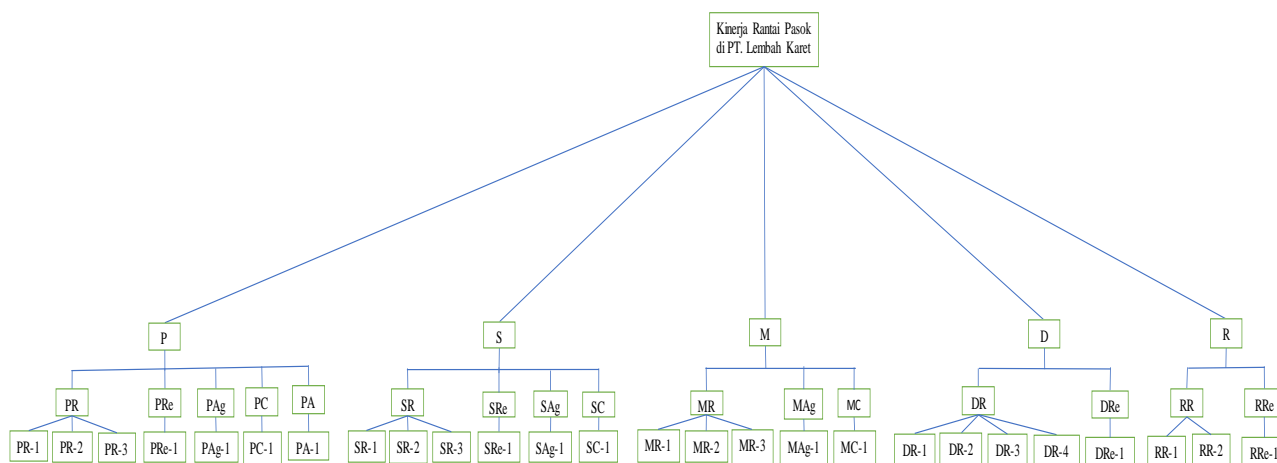 Kinerja Rantai Pasok
di PT. Lembah Karet
P S M D R
PR PRe PAg PC PA SR SRe SAg SC MR MAg MC DR DRe RR RRe
PR-1 PR-2 PR-3 PRe-1 PAg-1 PC-1 PA-1 SR-1 SR-2 SR-3 SRe-1 SAg-1 SC-1 MR-1 MR-2 MR-3 MAg-1 MC-1 DR-1 DR-2 DR-3 DR-4 DRe-1 RR-1 RR-2 RRe-1